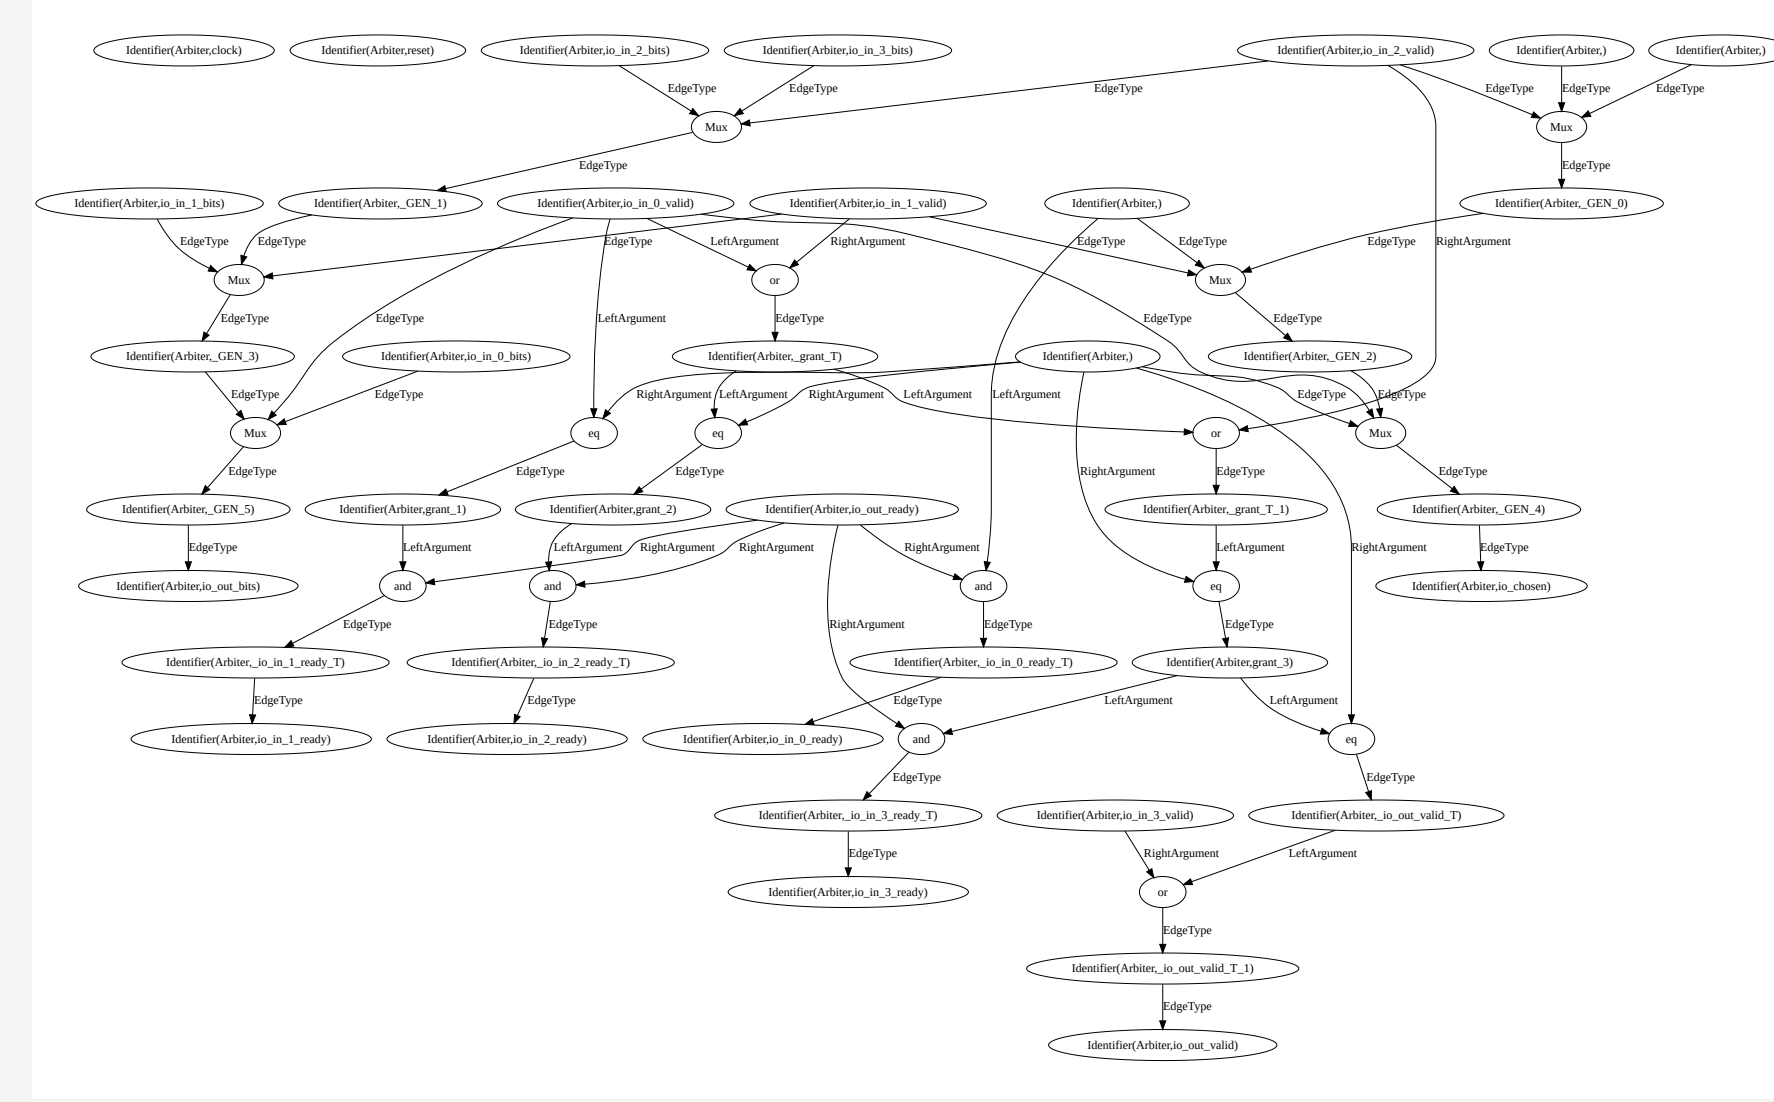 Identifier(Arbiter,clock)
Identifier(Arbiter,reset)
Identifier(Arbiter,io_in_2_bits)
Identifier(Arbiter,io_in_3_bits)
Identifier(Arbiter,io_in_2_valid)
Identifier(Arbiter,)
Identifier(Arbiter,)
EdgeType
EdgeType
EdgeType
EdgeType
EdgeType
EdgeType
Mux
Mux
EdgeType
EdgeType
Identifier(Arbiter,io_in_1_bits)
Identifier(Arbiter,_GEN_1)
Identifier(Arbiter,io_in_0_valid)
Identifier(Arbiter,io_in_1_valid)
Identifier(Arbiter,)
Identifier(Arbiter,_GEN_0)
EdgeType
EdgeType
EdgeType
LeftArgument
RightArgument
EdgeType
EdgeType
EdgeType
RightArgument
Mux
or
Mux
EdgeType
EdgeType
LeftArgument
EdgeType
EdgeType
EdgeType
Identifier(Arbiter,_GEN_3)
Identifier(Arbiter,io_in_0_bits)
Identifier(Arbiter,_grant_T)
Identifier(Arbiter,)
Identifier(Arbiter,_GEN_2)
EdgeType
EdgeType
RightArgument
LeftArgument
RightArgument
LeftArgument
LeftArgument
EdgeType
EdgeType
Mux
eq
eq
or
Mux
EdgeType
EdgeType
EdgeType
RightArgument
EdgeType
EdgeType
Identifier(Arbiter,_GEN_5)
Identifier(Arbiter,grant_1)
Identifier(Arbiter,grant_2)
Identifier(Arbiter,io_out_ready)
Identifier(Arbiter,_grant_T_1)
Identifier(Arbiter,_GEN_4)
EdgeType
LeftArgument
LeftArgument
RightArgument
RightArgument
RightArgument
LeftArgument
RightArgument
EdgeType
Identifier(Arbiter,io_out_bits)
and
and
and
eq
Identifier(Arbiter,io_chosen)
EdgeType
EdgeType
RightArgument
EdgeType
EdgeType
Identifier(Arbiter,_io_in_1_ready_T)
Identifier(Arbiter,_io_in_2_ready_T)
Identifier(Arbiter,_io_in_0_ready_T)
Identifier(Arbiter,grant_3)
EdgeType
EdgeType
EdgeType
LeftArgument
LeftArgument
Identifier(Arbiter,io_in_1_ready)
Identifier(Arbiter,io_in_2_ready)
Identifier(Arbiter,io_in_0_ready)
and
eq
EdgeType
EdgeType
Identifier(Arbiter,_io_in_3_ready_T)
Identifier(Arbiter,io_in_3_valid)
Identifier(Arbiter,_io_out_valid_T)
EdgeType
RightArgument
LeftArgument
Identifier(Arbiter,io_in_3_ready)
or
EdgeType
Identifier(Arbiter,_io_out_valid_T_1)
EdgeType
Identifier(Arbiter,io_out_valid)